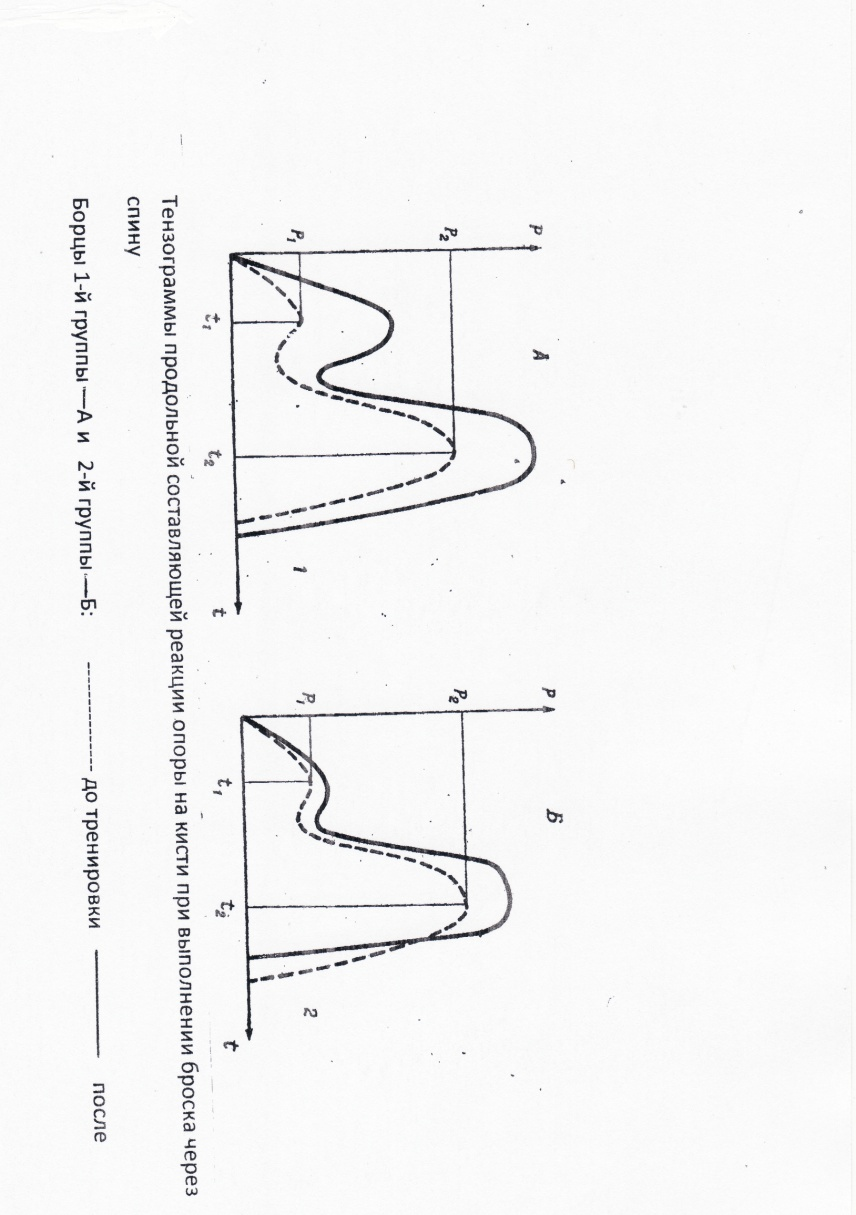 А
P
P₂
P₁
t₁
t₂
t
1
Б
P
P₂
P₁
t₁
t₂
t
2
Тензограммы продольной составляющей реакции опоры на кисти при выполнении броска через
спину
Борцы 1-й группы —А и 2-й группы—Б: -------------- до тренировки ———— после